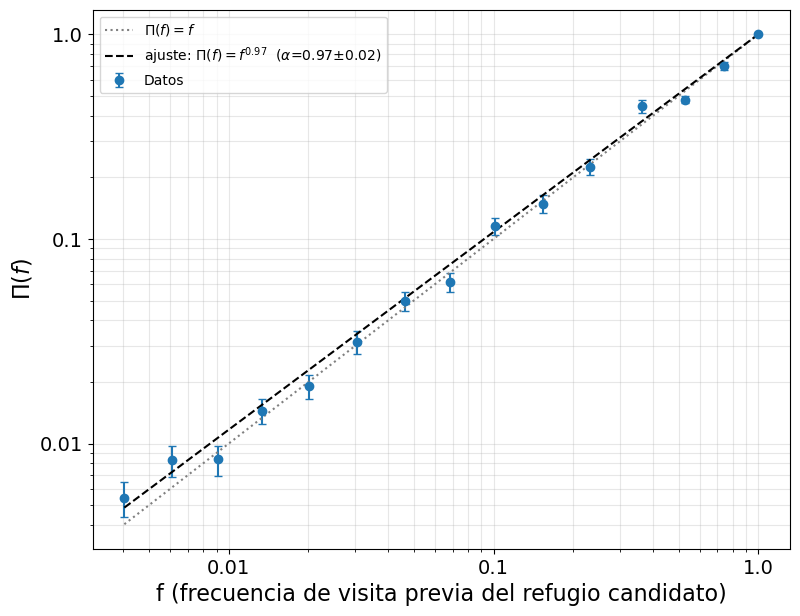 Π(f) = f
ajuste: Π(f) = f^0.97 (α=0.97±0.02)
Datos
1.0
0.1
0.01
Π(f)
0.01
0.1
1.0
f (frecuencia de visita previa del refugio candidato)